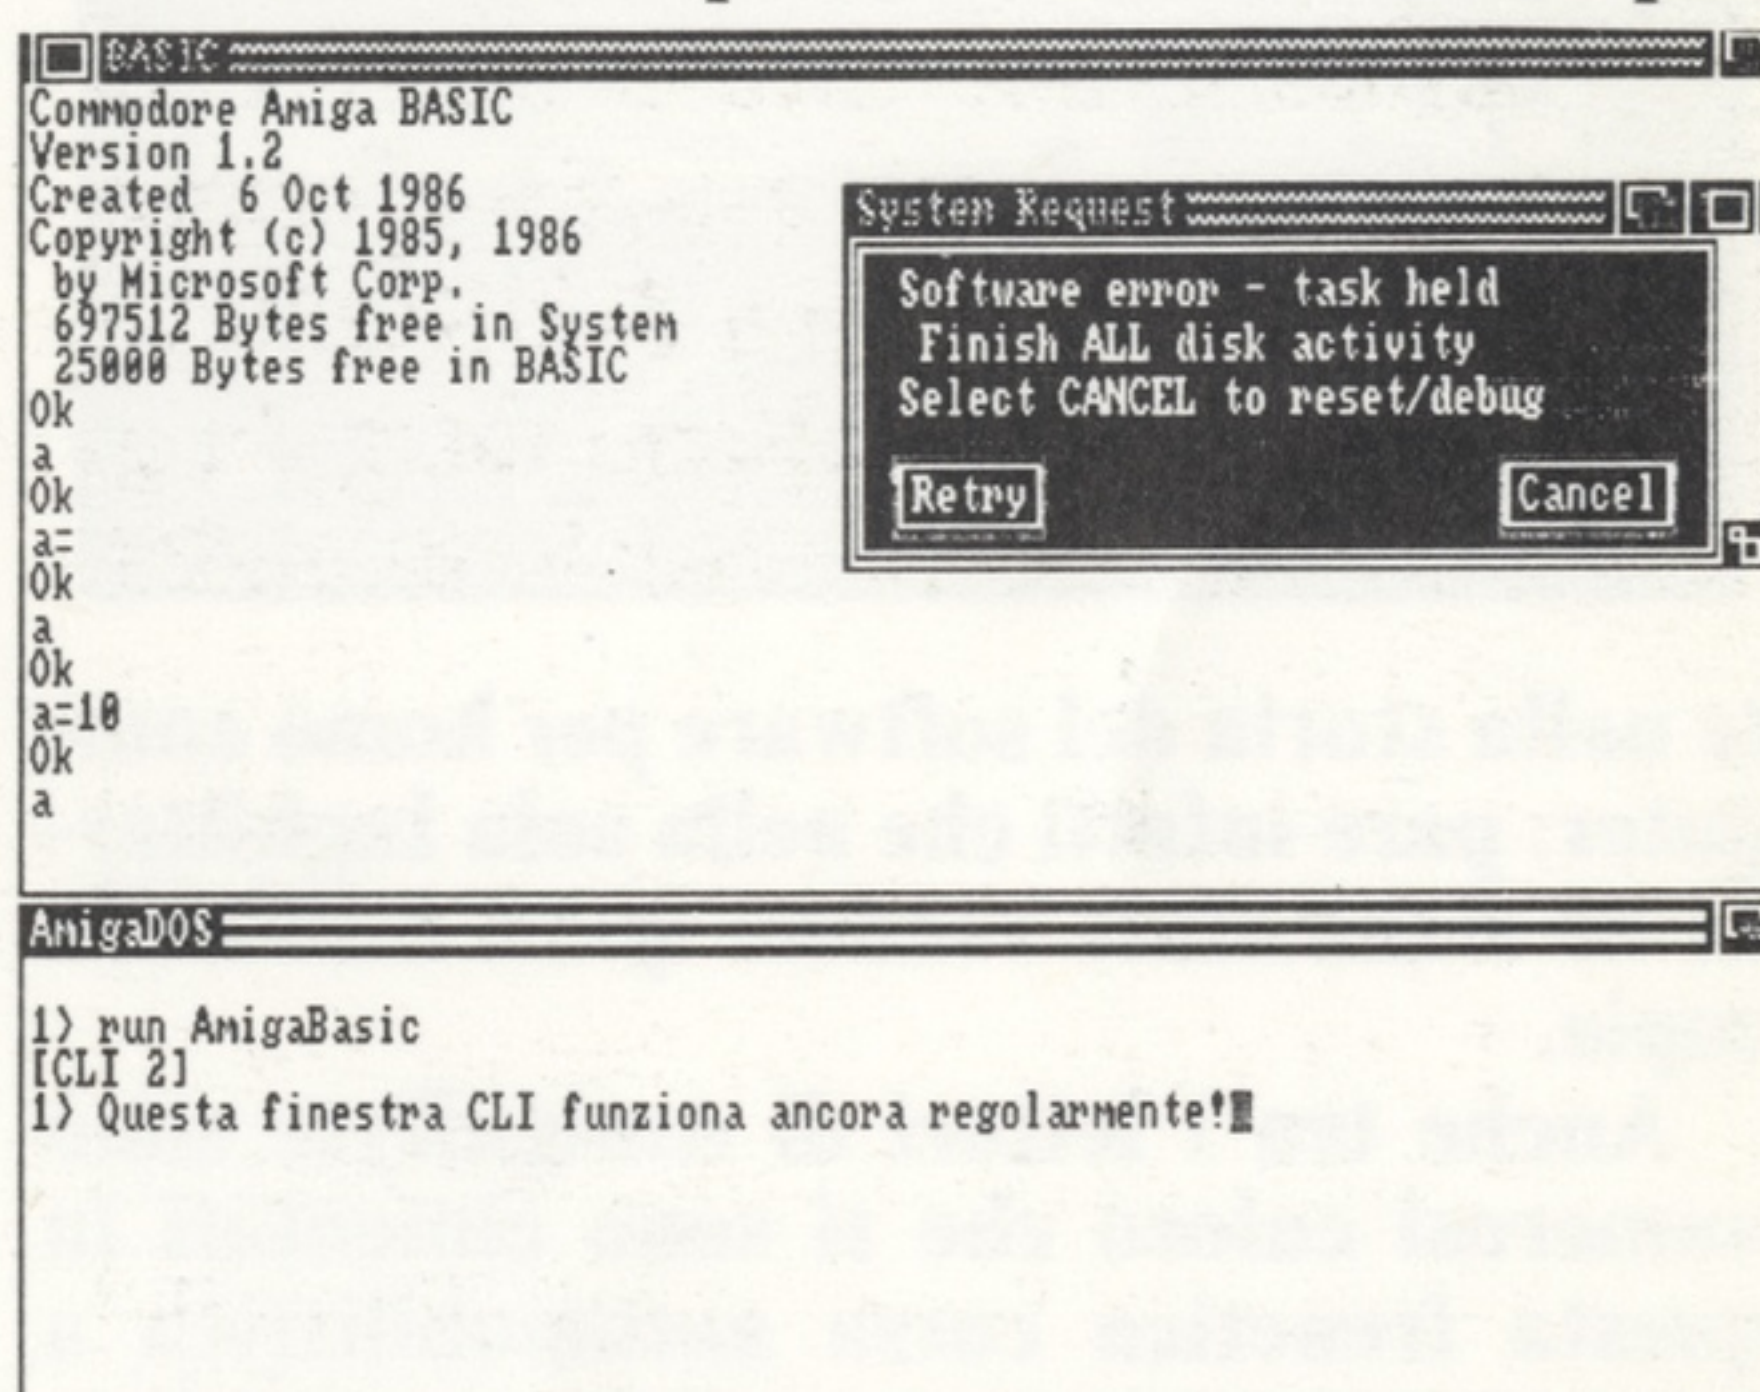 BASIC
Commodore Amiga BASIC
Version 1.2
Created  6 Oct 1986
Copyright (c) 1985, 1986
by Microsoft Corp.
697512 Bytes free in System
25000 Bytes free in BASIC
Ok
a
Ok
a=
Ok
a
Ok
a=10
Ok
a
System Request
Software error - task held
Finish ALL disk activity
Select CANCEL to reset/debug
Retry
Cancel
AmigaDOS
1> run AmigaBasic
[CLI 2]
1> Questa finestra CLI funziona ancora regolarmente!